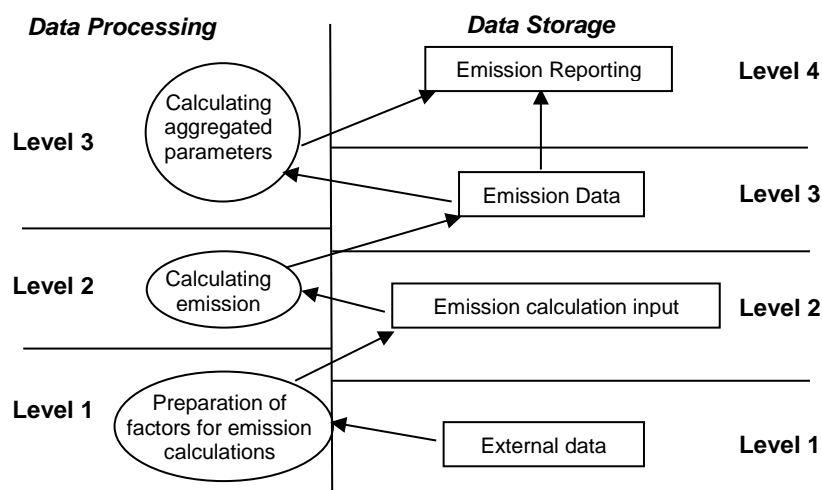 Data Processing
Data Storage
Emission Reporting
Level 4
Calculating
aggregated
parameters
Level 3
Emission Data
Level 3
Calculating
emission
Level 2
Emission calculation input
Level 2
Preparation of
factors for emission
calculations
Level 1
External data
Level 1